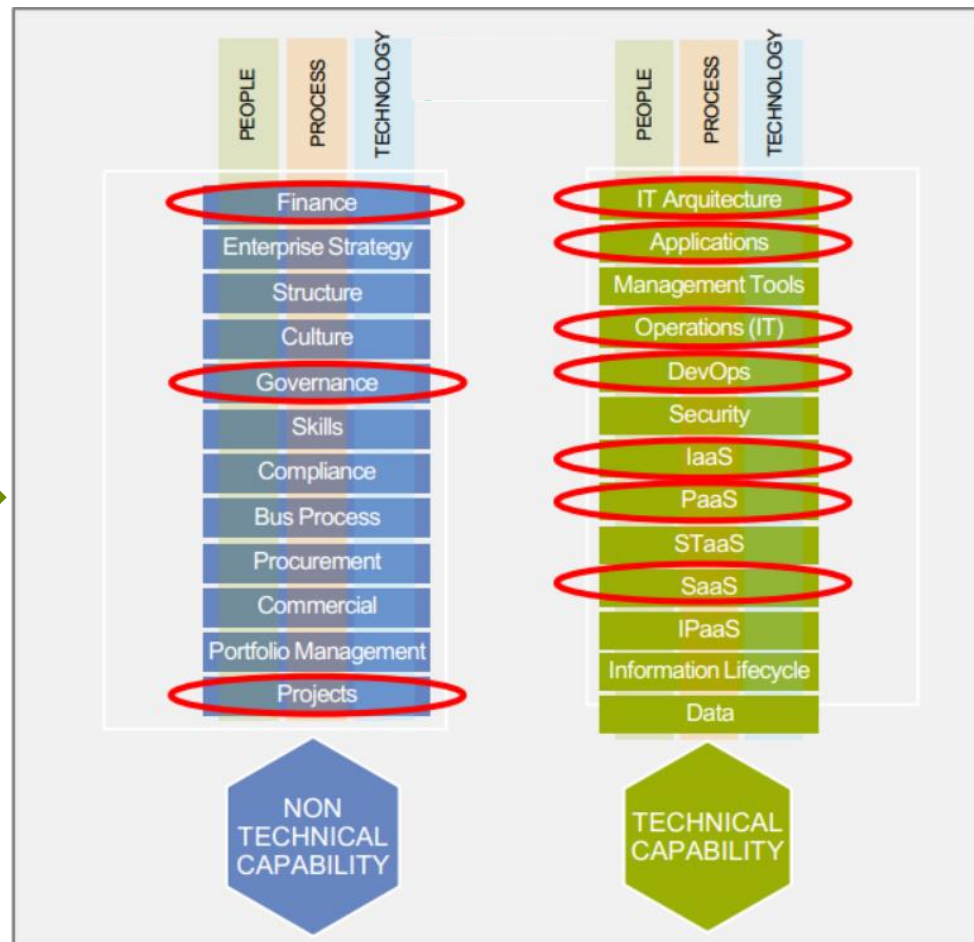 PEOPLE
PROCESS
TECHNOLOGY
Finance
Enterprise Strategy
Structure
Culture
Governance
Skills
Compliance
Bus Process
Procurement
Commercial
Portfolio Management
Projects
NON
TECHNICAL
CAPABILITY
PEOPLE
PROCESS
TECHNOLOGY
IT Arquitecture
Applications
Management Tools
Operations (IT)
DevOps
Security
IaaS
PaaS
STaaS
SaaS
IPaaS
Information Lifecycle
Data
TECHNICAL
CAPABILITY